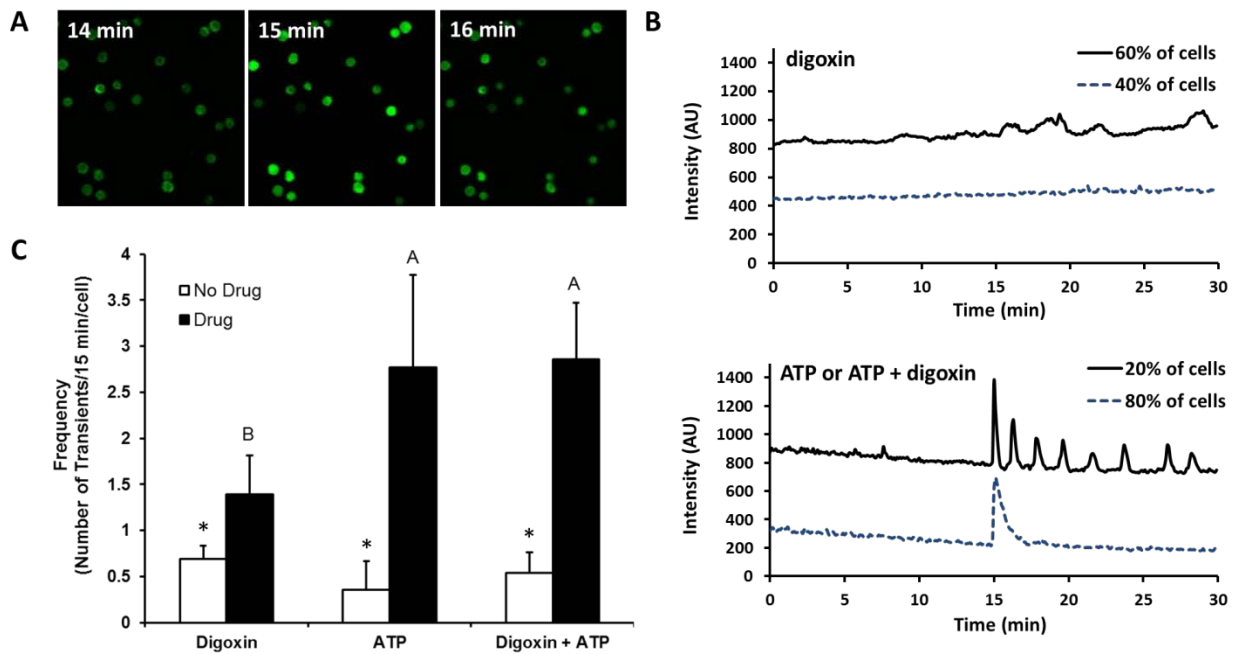 A
14 min
15 min
16 min
B
digoxin
60% of cells
40% of cells
1400
1200
1000
800
600
400
200
0
Intensity (AU)
0 5 10 15 20 25 30
Time (min)
ATP or ATP + digoxin
20% of cells
80% of cells
1400
1200
1000
800
600
400
200
0
Intensity (AU)
0 5 10 15 20 25 30
Time (min)
C
Frequency
(Number of Transients/15 min/cell)
4
3.5
3
2.5
2
1.5
1
0.5
0
No Drug
Drug
* B
* A
* A
Digoxin ATP Digoxin + ATP